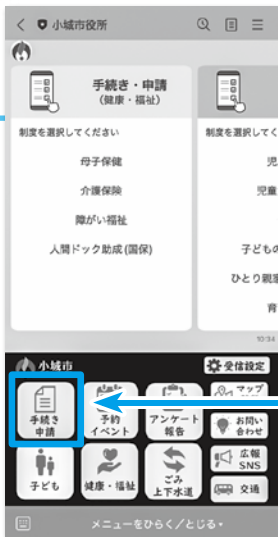 小城市役所
手続き・申請
(健康・福祉)
制度を選択してください
母子保健
介護保険
障がい福祉
人間ドック助成(国保)
制度を選択してく
児
児童
子どもの
ひとり親家
育
10:34
小城市
受信設定
手続き
申請
予約
イベント
アンケート
報告
マップ
お問い
合わせ
子ども
健康・福祉
ごみ
上下水道
広報
SNS
交通
メニューをひらく/とじる